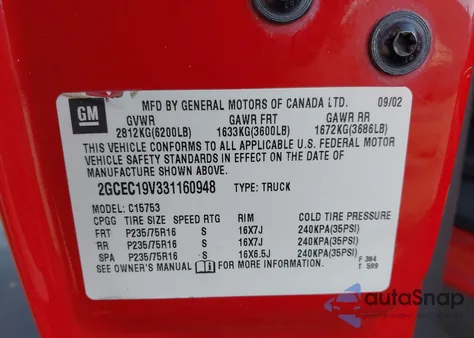 GM
MFD BY GENERAL MOTORS OF CANADA LTD. 09/02
GVWR GAWR FRT GAWR RR
2812KG(6200LB) 1633KG(3600LB) 1672KG(3686LB)
THIS VEHICLE CONFORMS TO ALL APPLICABLE U.S. FEDERAL MOTOR
VEHICLE SAFETY STANDARDS IN EFFECT ON THE DATE OF
MANUFACTURE SHOWN ABOVE.
2GCEC19V331160948 TYPE: TRUCK
MODEL: C15753
CPGG TIRE SIZE SPEED RTG RIM COLD TIRE PRESSURE
FRT P235/75R16 S 16X7J 240KPA(35PSI)
RR P235/75R16 S 16X7J 240KPA(35PSI)
SPA P235/75R16 S 16X6.5J 240KPA(35PSI)
SEE OWNER'S MANUAL FOR MORE INFORMATION
F 364
T 599
autoSnap